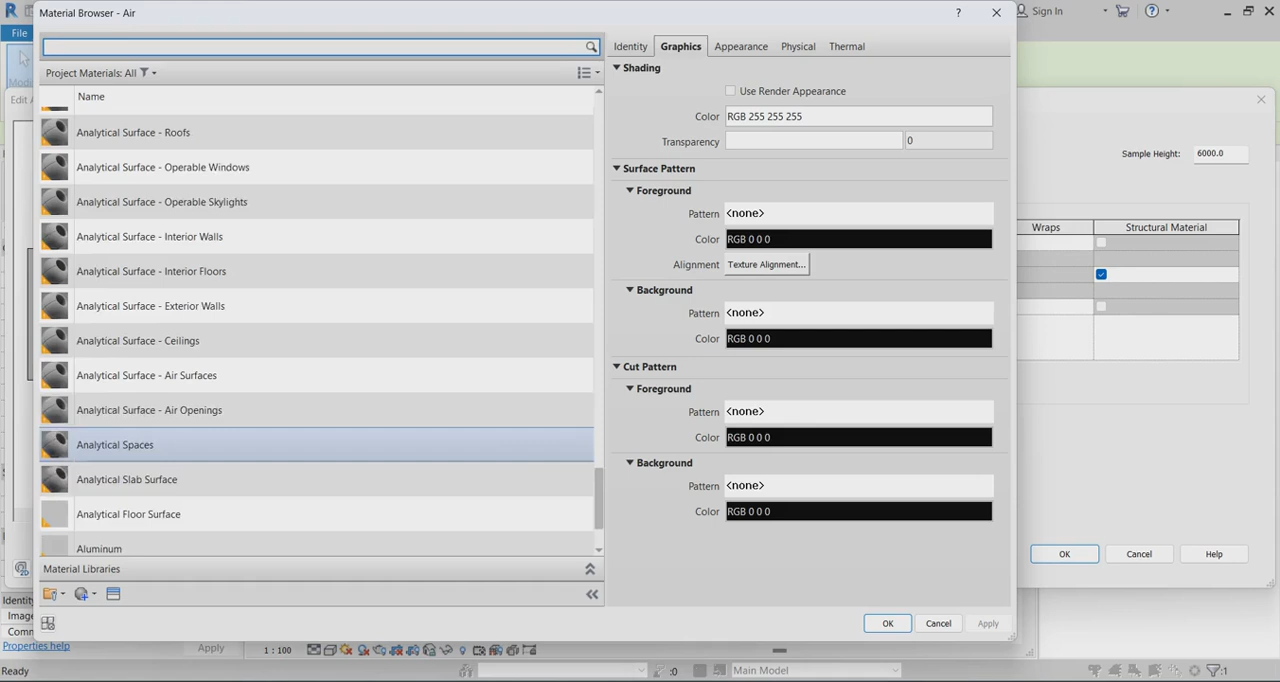 Material Browser - Air
?
Sign In
File
Modi
Edit A
Identity
Graphics
Appearance
Physical
Thermal
Project Materials: All
Shading
Name
Use Render Appearance
Color RGB 255 255 255
Analytical Surface - Roofs
Transparency 0
Sample Height: 6000.0
Analytical Surface - Operable Windows
Surface Pattern
Foreground
Analytical Surface - Operable Skylights
Pattern <none>
Wraps Structural Material
Analytical Surface - Interior Walls
Color RGB 0 0 0
Alignment Texture Alignment...
Analytical Surface - Interior Floors
Background
Analytical Surface - Exterior Walls
Pattern <none>
Analytical Surface - Ceilings
Color RGB 0 0 0
Cut Pattern
Analytical Surface - Air Surfaces
Foreground
Analytical Surface - Air Openings
Pattern <none>
Color RGB 0 0 0
Analytical Spaces
Background
Analytical Slab Surface
Pattern <none>
Analytical Floor Surface
Color RGB 0 0 0
Aluminum
OK Cancel Help
Material Libraries
Identity
Image
Comm
OK Cancel Apply
Properties help
Apply
1 : 100
Ready
:0
Main Model
:1